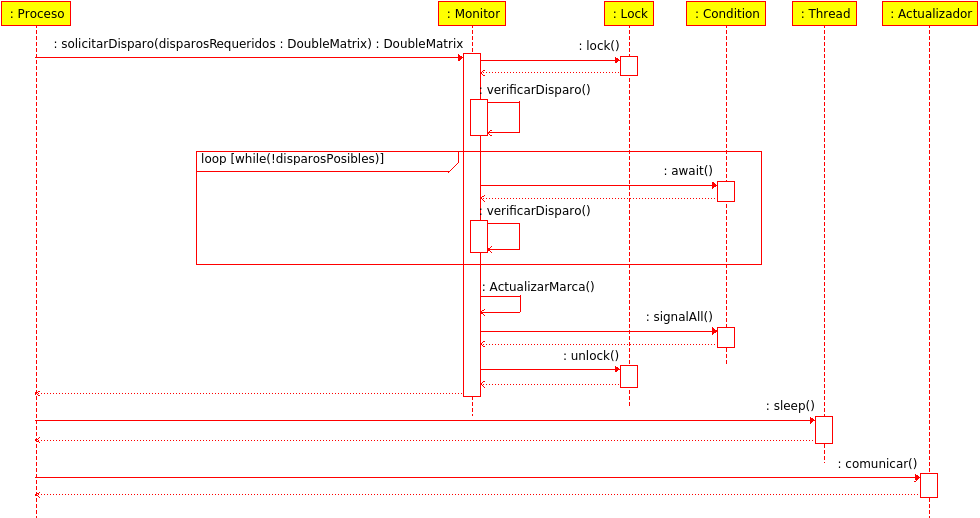 : Proceso
: Monitor
: Lock
: Condition
: Thread
: Actualizador
: solicitarDisparo(disparosRequeridos : DoubleMatrix) : DoubleMatrix
: lock()
: verificarDisparo()
loop [while(!disparosPosibles)]
: await()
: verificarDisparo()
: ActualizarMarca()
: signalAll()
: unlock()
: sleep()
: comunicar()